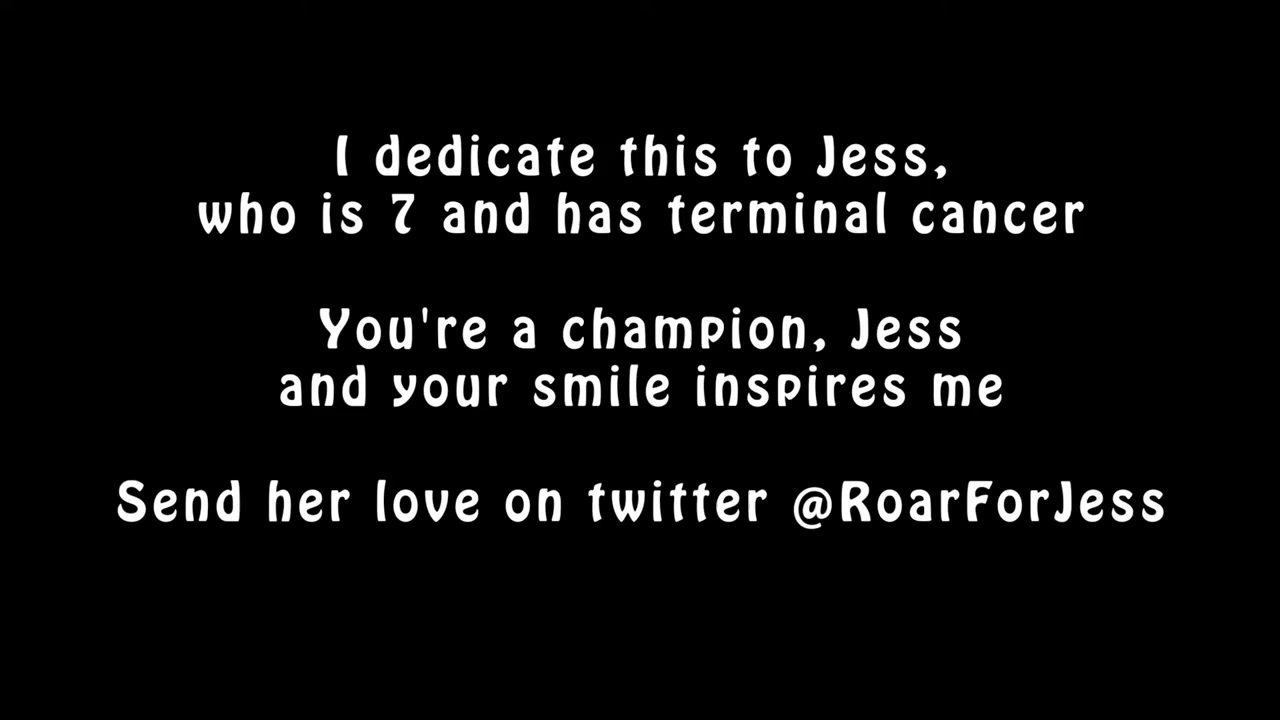 I dedicate this to Jess,
who is 7 and has terminal cancer
You're a champion, Jess
and your smile inspires me
Send her love on twitter @RoarForJess